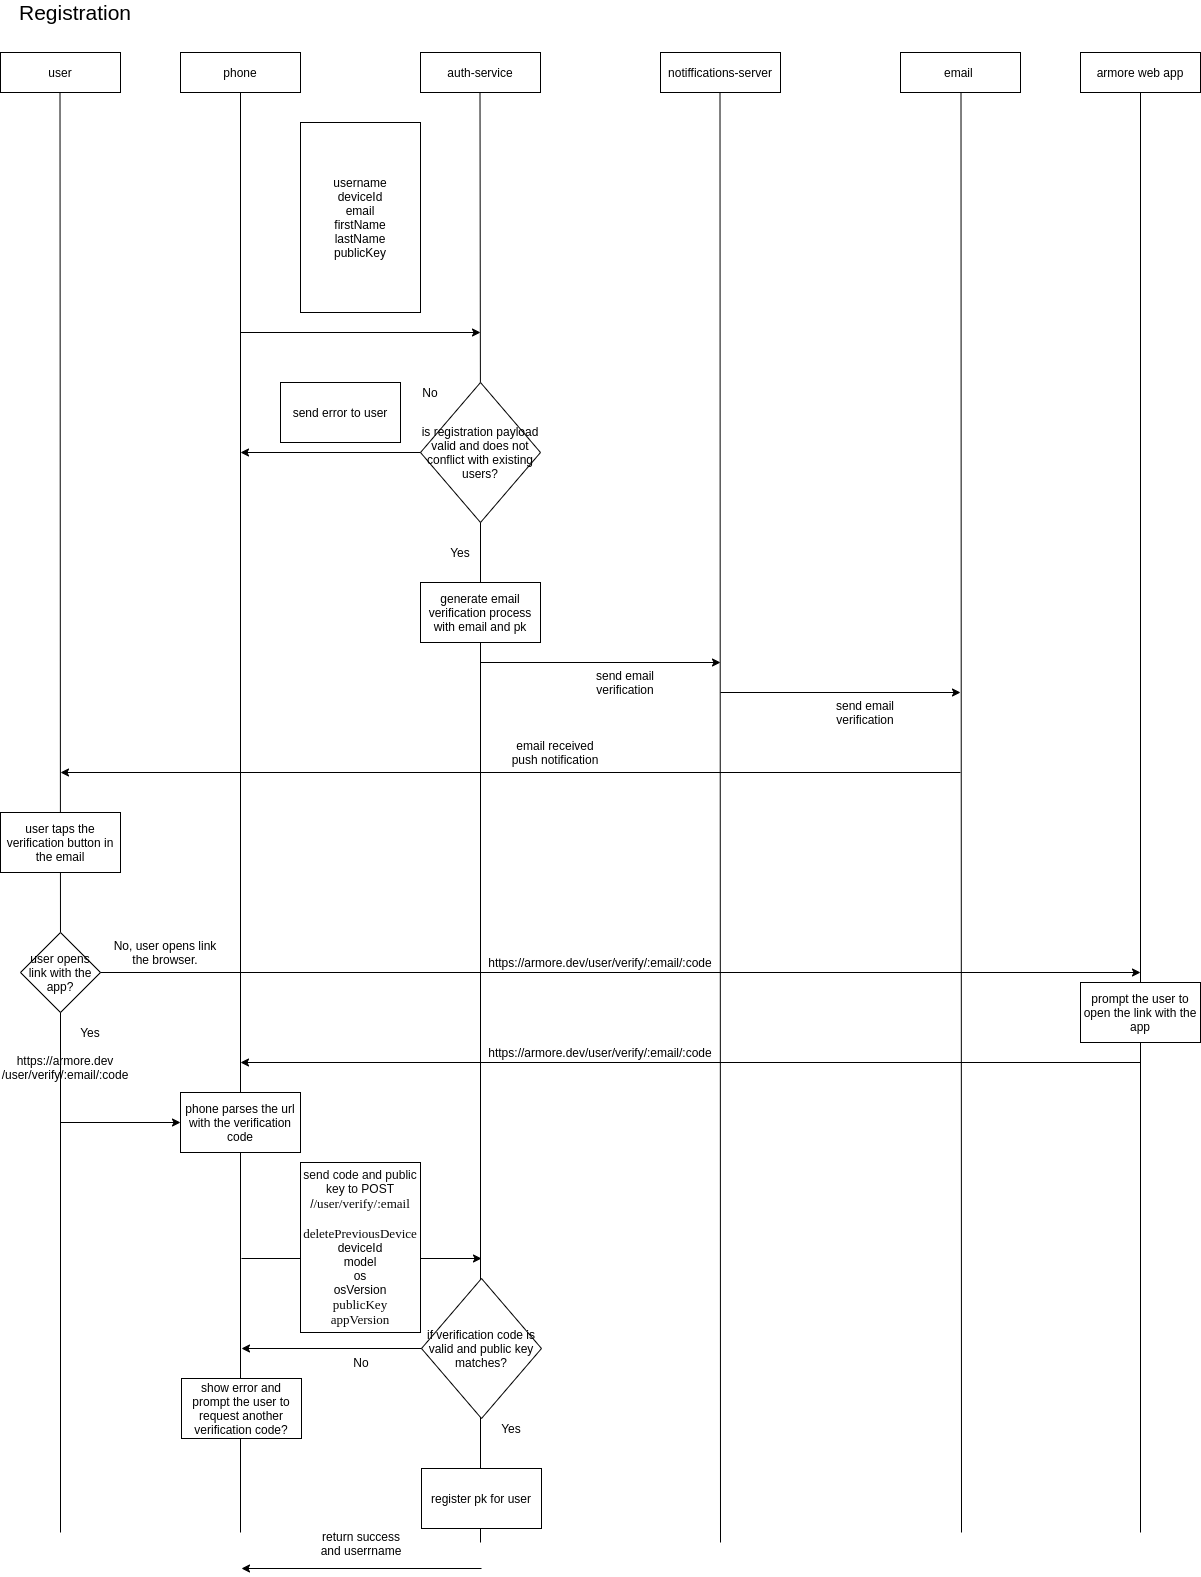 Registration
user
phone
auth-service
notiffications-server
email
armore web app
username
deviceId
email
firstName
lastName
publicKey
No
send error to user
is registration payload
valid and does not
conflict with existing
users?
Yes
generate email
verification process
with email and pk
send email
verification
send email
verification
email received
push notification
user taps the
verification button in
the email
No, user opens link
the browser.
user opens
link with the
app?
https://armore.dev/user/verify/:email/:code
prompt the user to
open the link with the
app
Yes
https://armore.dev
/user/verify/:email/:code
https://armore.dev/user/verify/:email/:code
phone parses the url
with the verification
code
send code and public
key to POST
//user/verify/:email
deletePreviousDevice
deviceId
model
os
osVersion
publicKey
appVersion
if verification code is
valid and public key
matches?
No
show error and
prompt the user to
request another
verification code?
Yes
register pk for user
return success
and userrname